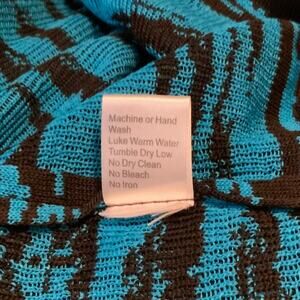 Machine or Hand
Wash
Luke Warm Water
Tumble Dry Low
No Dry Clean
No Bleach
No Iron